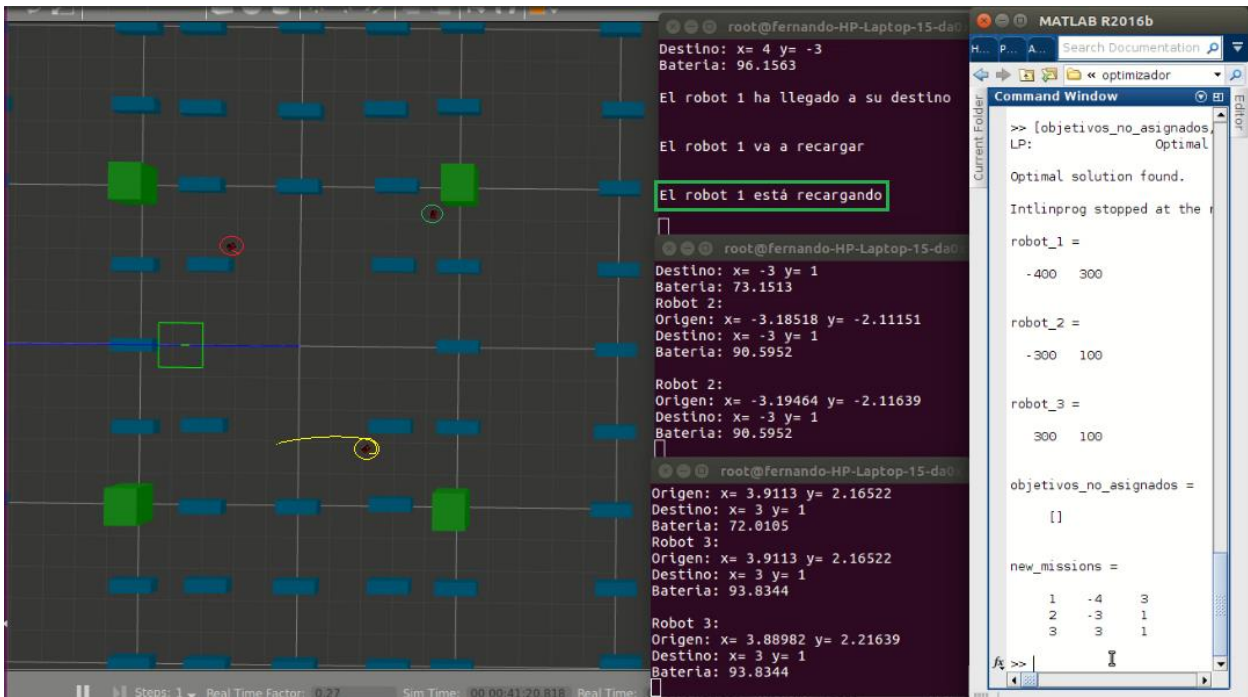 root@fernando-HP-Laptop-15-da0
Destino: x= 4 y= -3
Bateria: 96.1563
El robot 1 ha llegado a su destino
El robot 1 va a recargar
El robot 1 está recargando
root@fernando-HP-Laptop-15-da0
Destino: x= -3 y= 1
Bateria: 73.1513
Robot 2:
Origen: x= -3.18518 y= -2.11151
Destino: x= -3 y= 1
Bateria: 90.5952
Robot 2:
Origen: x= -3.19464 y= -2.11639
Destino: x= -3 y= 1
Bateria: 90.5952
root@fernando-HP-Laptop-15-da0
Origen: x= 3.9113 y= 2.16522
Destino: x= 3 y= 1
Bateria: 72.0105
Robot 3:
Origen: x= 3.9113 y= 2.16522
Destino: x= 3 y= 1
Bateria: 93.8344
Robot 3:
Origen: x= 3.88982 y= 2.21639
Destino: x= 3 y= 1
Bateria: 93.8344
MATLAB R2016b
H... P... A... Search Documentation
« optimizador
Current Folder
Command Window
Editor
>> [objetivos_no_asignados,
LP: Optimal
Optimal solution found.
Intlinprog stopped at the
robot_1 =
-400 300
robot_2 =
-300 100
robot_3 =
300 100
objetivos_no_asignados =
[]
new_missions =
1 -4 3
2 -3 1
3 3 1
fx >>
Steps: 1 Real Time Factor: 0.27 Sim Time: 00 00:41:20.818 Real Time: